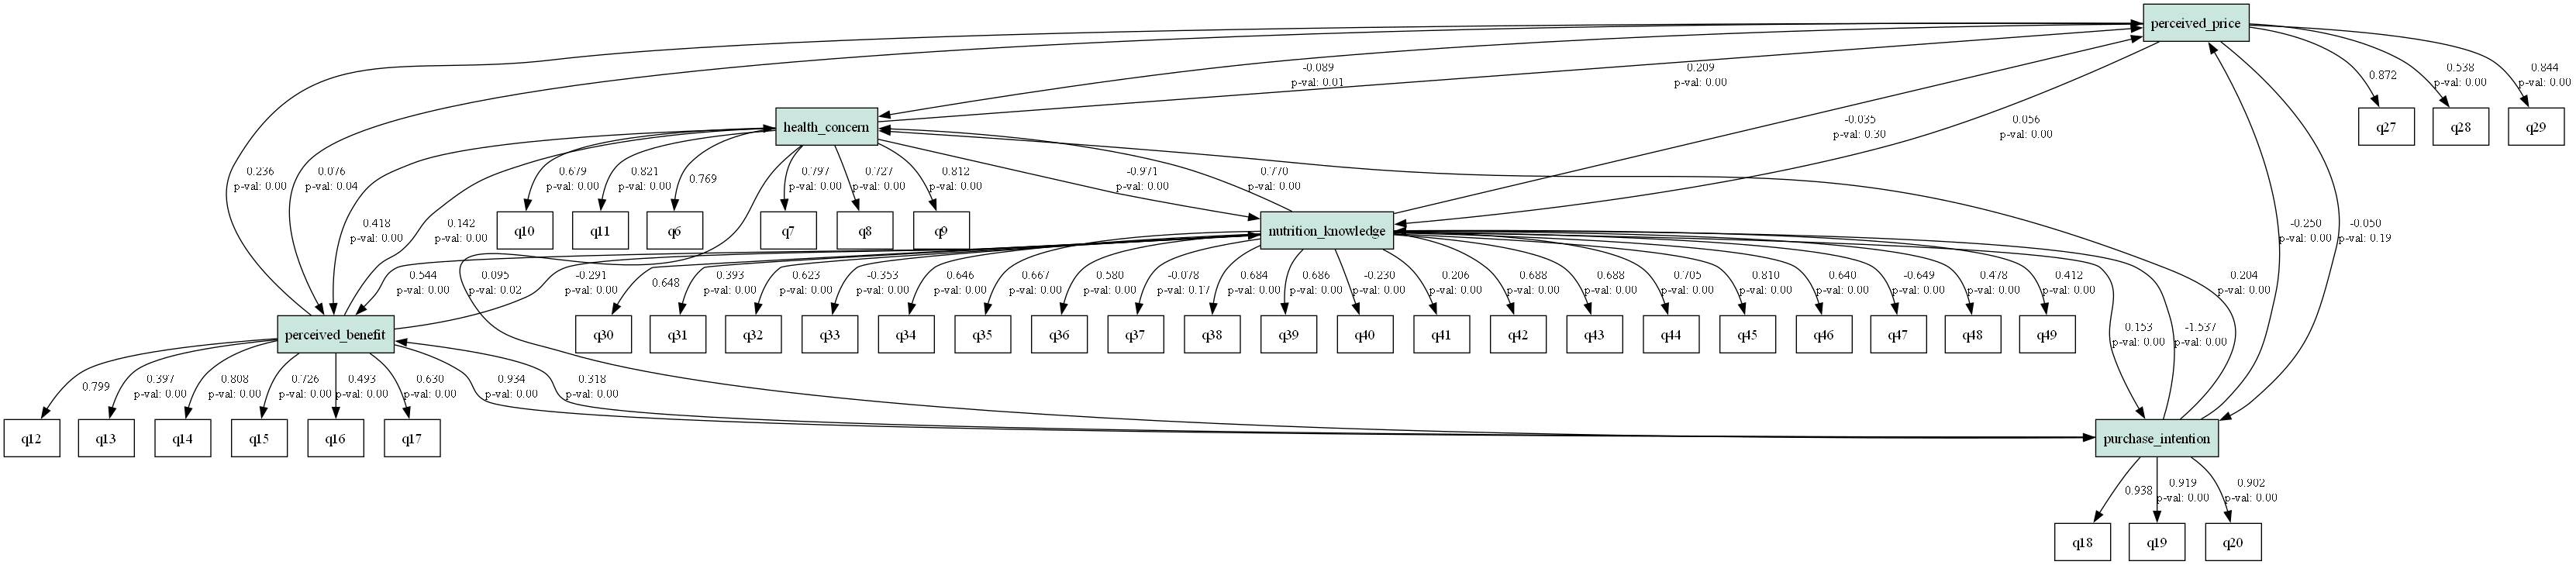 perceived_price
-0.089
p-val: 0.01
0.209
p-val: 0.00
0.872
0.538
p-val: 0.00
0.844
p-val: 0.00
health_concern
q27
q28
q29
-0.035
p-val: 0.30
0.056
p-val: 0.00
0.236
p-val: 0.00
0.076
p-val: 0.04
0.679
p-val: 0.00
0.821
p-val: 0.00
0.769
0.797
p-val: 0.00
0.727
p-val: 0.00
0.812
p-val: 0.00
-0.971
p-val: 0.00
0.770
p-val: 0.00
0.418
p-val: 0.00
0.142
p-val: 0.00
q10
q11
q6
q7
q8
q9
nutrition_knowledge
-0.250
p-val: 0.00
-0.050
p-val: 0.19
0.544
p-val: 0.00
0.095
p-val: 0.02
-0.291
p-val: 0.00
0.648
0.393
p-val: 0.00
0.623
p-val: 0.00
-0.353
p-val: 0.00
0.646
p-val: 0.00
0.667
p-val: 0.00
0.580
p-val: 0.00
-0.078
p-val: 0.17
0.684
p-val: 0.00
0.686
p-val: 0.00
-0.230
p-val: 0.00
0.206
p-val: 0.00
0.688
p-val: 0.00
0.688
p-val: 0.00
0.705
p-val: 0.00
0.810
p-val: 0.00
0.640
p-val: 0.00
-0.649
p-val: 0.00
0.478
p-val: 0.00
0.412
p-val: 0.00
0.204
p-val: 0.00
perceived_benefit
q30
q31
q32
q33
q34
q35
q36
q37
q38
q39
q40
q41
q42
q43
q44
q45
q46
q47
q48
q49
0.153
p-val: 0.00
-1.537
p-val: 0.00
0.799
0.397
p-val: 0.00
0.808
p-val: 0.00
0.726
p-val: 0.00
0.493
p-val: 0.00
0.630
p-val: 0.00
0.934
p-val: 0.00
0.318
p-val: 0.00
q12
q13
q14
q15
q16
q17
purchase_intention
0.938
0.919
p-val: 0.00
0.902
p-val: 0.00
q18
q19
q20